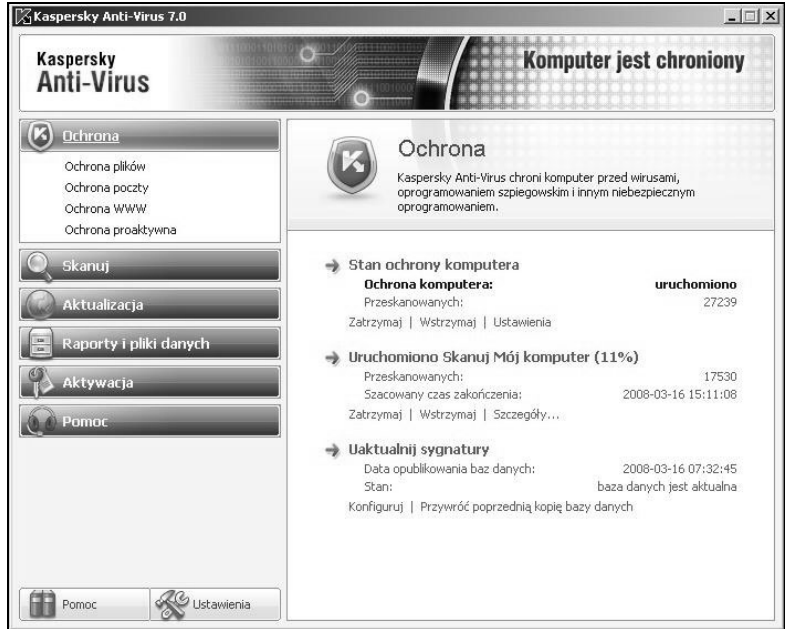 Kaspersky Anti-Virus 7.0
Kaspersky
Anti-Virus
Komputer jest chroniony
Ochrona
Ochrona plików
Ochrona poczty
Ochrona WWW
Ochrona proaktywna
Skanuj
Aktualizacja
Raporty i pliki danych
Aktywacja
Pomoc
Pomoc
Ustawienia
Ochrona
Kaspersky Anti-Virus chroni komputer przed wirusami,
oprogramowaniem szpiegowskim i innym niebezpiecznym
oprogramowaniem.
Stan ochrony komputera
Ochrona komputera: uruchomiono
Przeskanowanych: 27239
Zatrzymaj | Wstrzymaj | Ustawienia
Uruchomiono Skanuj Mój komputer (11%)
Przeskanowanych: 17530
Szacowany czas zakończenia: 2008-03-16 15:11:08
Zatrzymaj | Wstrzymaj | Szczegóły...
Uaktualnij sygnatury
Data opublikowania baz danych: 2008-03-16 07:32:45
Stan: baza danych jest aktualna
Konfiguruj | Przywróć poprzednią kopię bazy danych